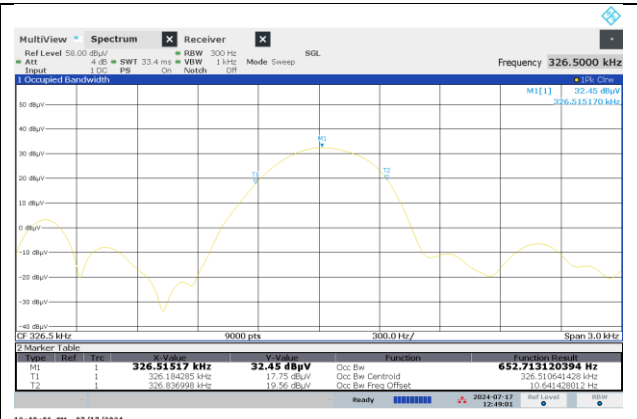 MultiView Spectrum X Receiver X
Ref Level 58.00 dBµV RBW 300 Hz SGL
Att 4 dB SWT 33.4 ms VBW 1 kHz Mode Sweep Frequency 326.5000 kHz
Input 1 DC PS On Notch Off
1 Occupied Bandwidth 1Pk Clrw
M1[1] 32.45 dBµV
326.515170 kHz
50 dBµV
40 dBµV
M1
30 dBµV
T1 T2
20 dBµV
10 dBµV
0 dBµV
-10 dBµV
-20 dBµV
-30 dBµV
-40 dBµV
CF 326.5 kHz 9000 pts 300.0 Hz/ Span 3.0 kHz
2 Marker Table
Type Ref Trc X-Value Y-Value Function Function Result
M1 1 326.51517 kHz 32.45 dBµV Occ Bw 652.713120394 Hz
T1 1 326.184285 kHz 17.75 dBµV Occ Bw Centroid 326.510641428 kHz
T2 1 326.836998 kHz 19.56 dBµV Occ Bw Freq Offset 10.641428012 Hz
Ready 2024-07-17 12:49:01 Ref Level RBW
12:49:01 PM 07/17/2024